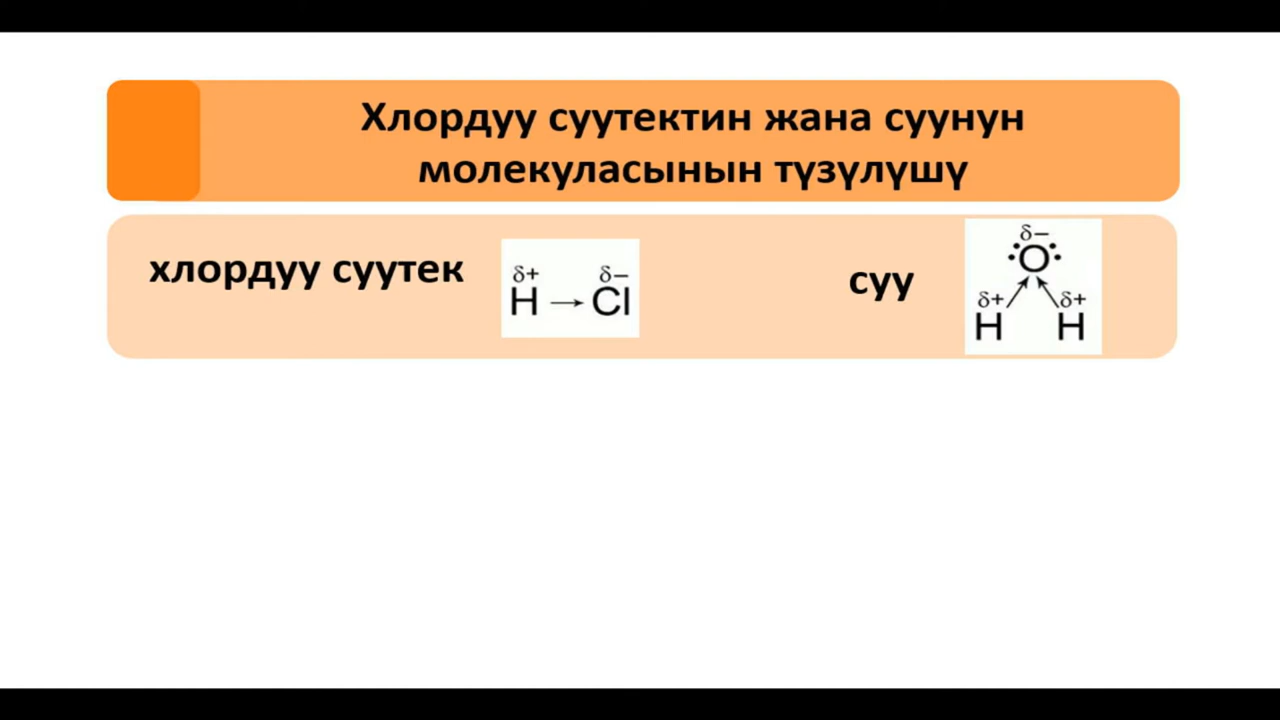 Хлордуу суутектин жана суунун
молекуласынын түзүлүшү
хлордуу суутек
δ+ δ−
H → Cl
суу
δ−
O
δ+ δ+
H H